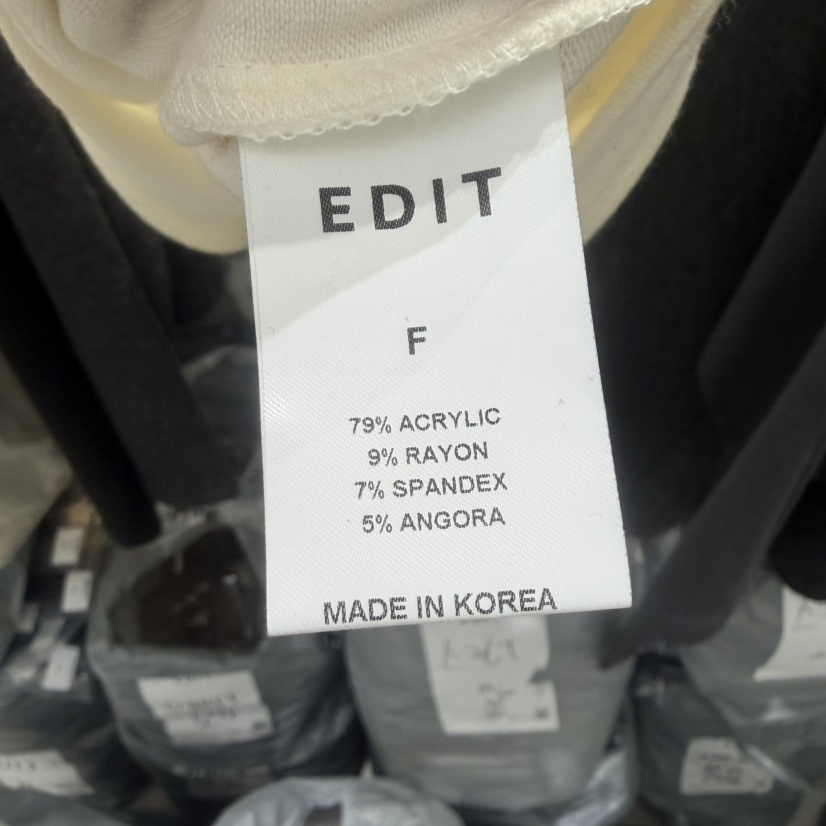 EDIT
F
79% ACRYLIC
9% RAYON
7% SPANDEX
5% ANGORA
MADE IN KOREA